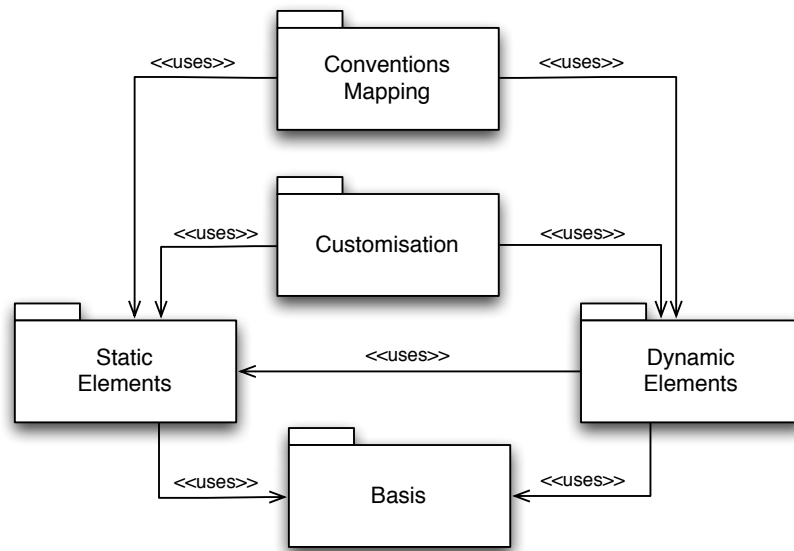 Conventions
Mapping
<<uses>>
<<uses>>
Customisation
<<uses>>
<<uses>>
Static
Elements
<<uses>>
Dynamic
Elements
<<uses>>
Basis
<<uses>>